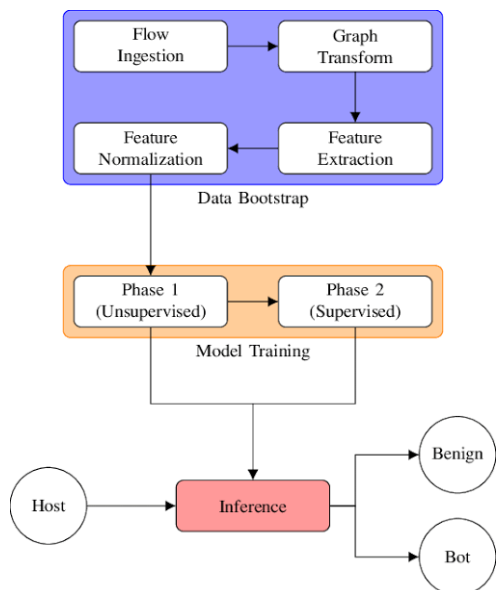 Flow
Ingestion
Graph
Transform
Feature
Normalization
Feature
Extraction
Data Bootstrap
Phase 1
(Unsupervised)
Phase 2
(Supervised)
Model Training
Host
Inference
Benign
Bot